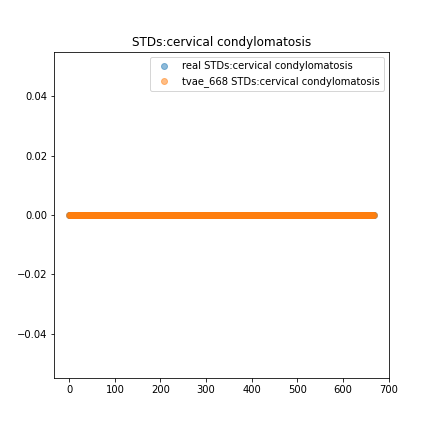 STDs:cervical condylomatosis
real STDs:cervical condylomatosis
tvae_668 STDs:cervical condylomatosis
0.04
0.02
0.00
−0.02
−0.04
0 100 200 300 400 500 600 700